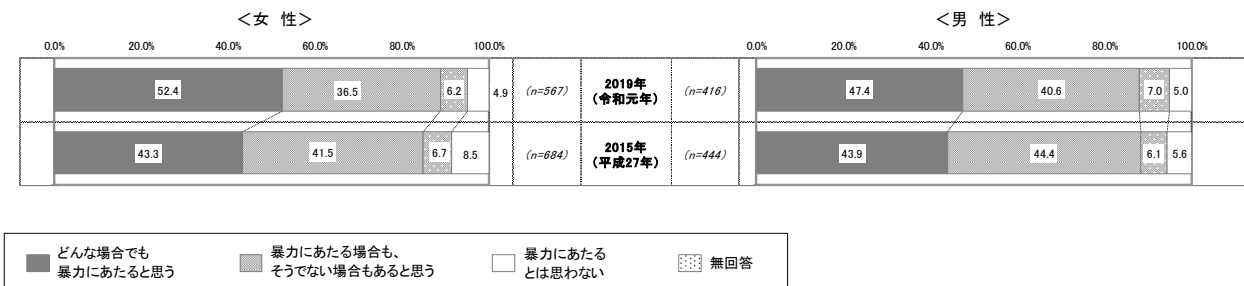 ＜女 性＞
＜男 性＞
0.0% 20.0% 40.0% 60.0% 80.0% 100.0%
0.0% 20.0% 40.0% 60.0% 80.0% 100.0%
52.4 36.5 6.2 4.9 (n=567) 2019年 (n=416) 47.4 40.6 7.0 5.0
（令和元年）
43.3 41.5 6.7 8.5 (n=684) 2015年 (n=444) 43.9 44.4 6.1 5.6
（平成27年）
どんな場合でも
暴力にあたると思う
暴力にあたる場合も、
そうでない場合もあると思う
暴力にあたる
とは思わない
無回答